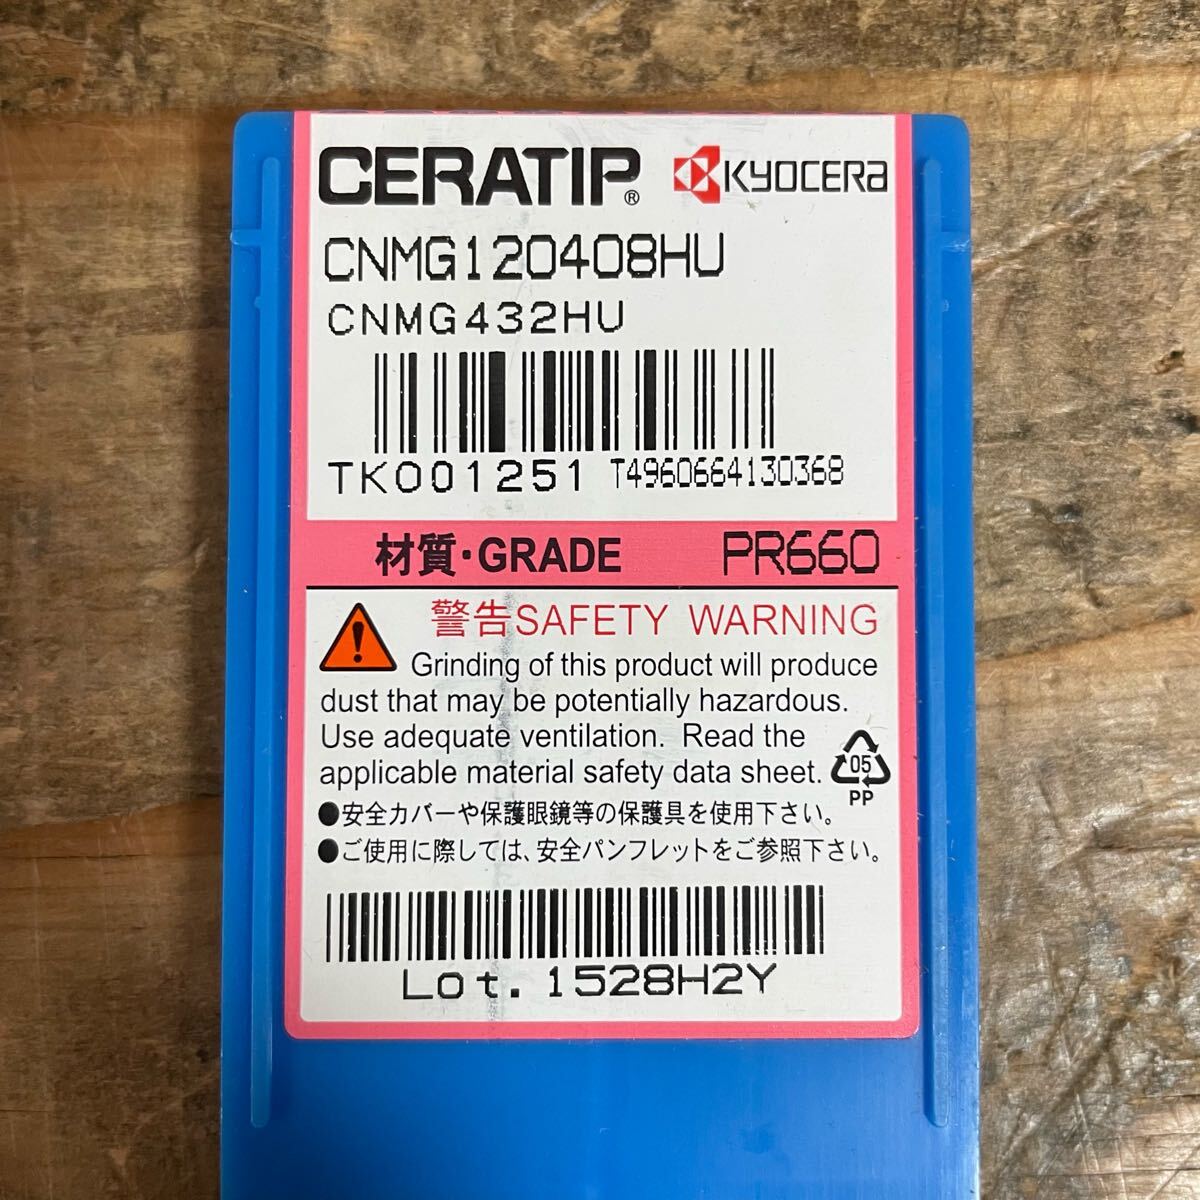 CERATIP® KYOCERA
CNMG120408HU
CNMG432HU
TK001251 T4960664130368
材質・GRADE PR660
警告SAFETY WARNING
Grinding of this product will produce
dust that may be potentially hazardous.
Use adequate ventilation. Read the
applicable material safety data sheet.
05
PP
●安全カバーや保護眼鏡等の保護具を使用下さい。
●ご使用に際しては、安全パンフレットをご参照下さい。
Lot. 1528H2Y